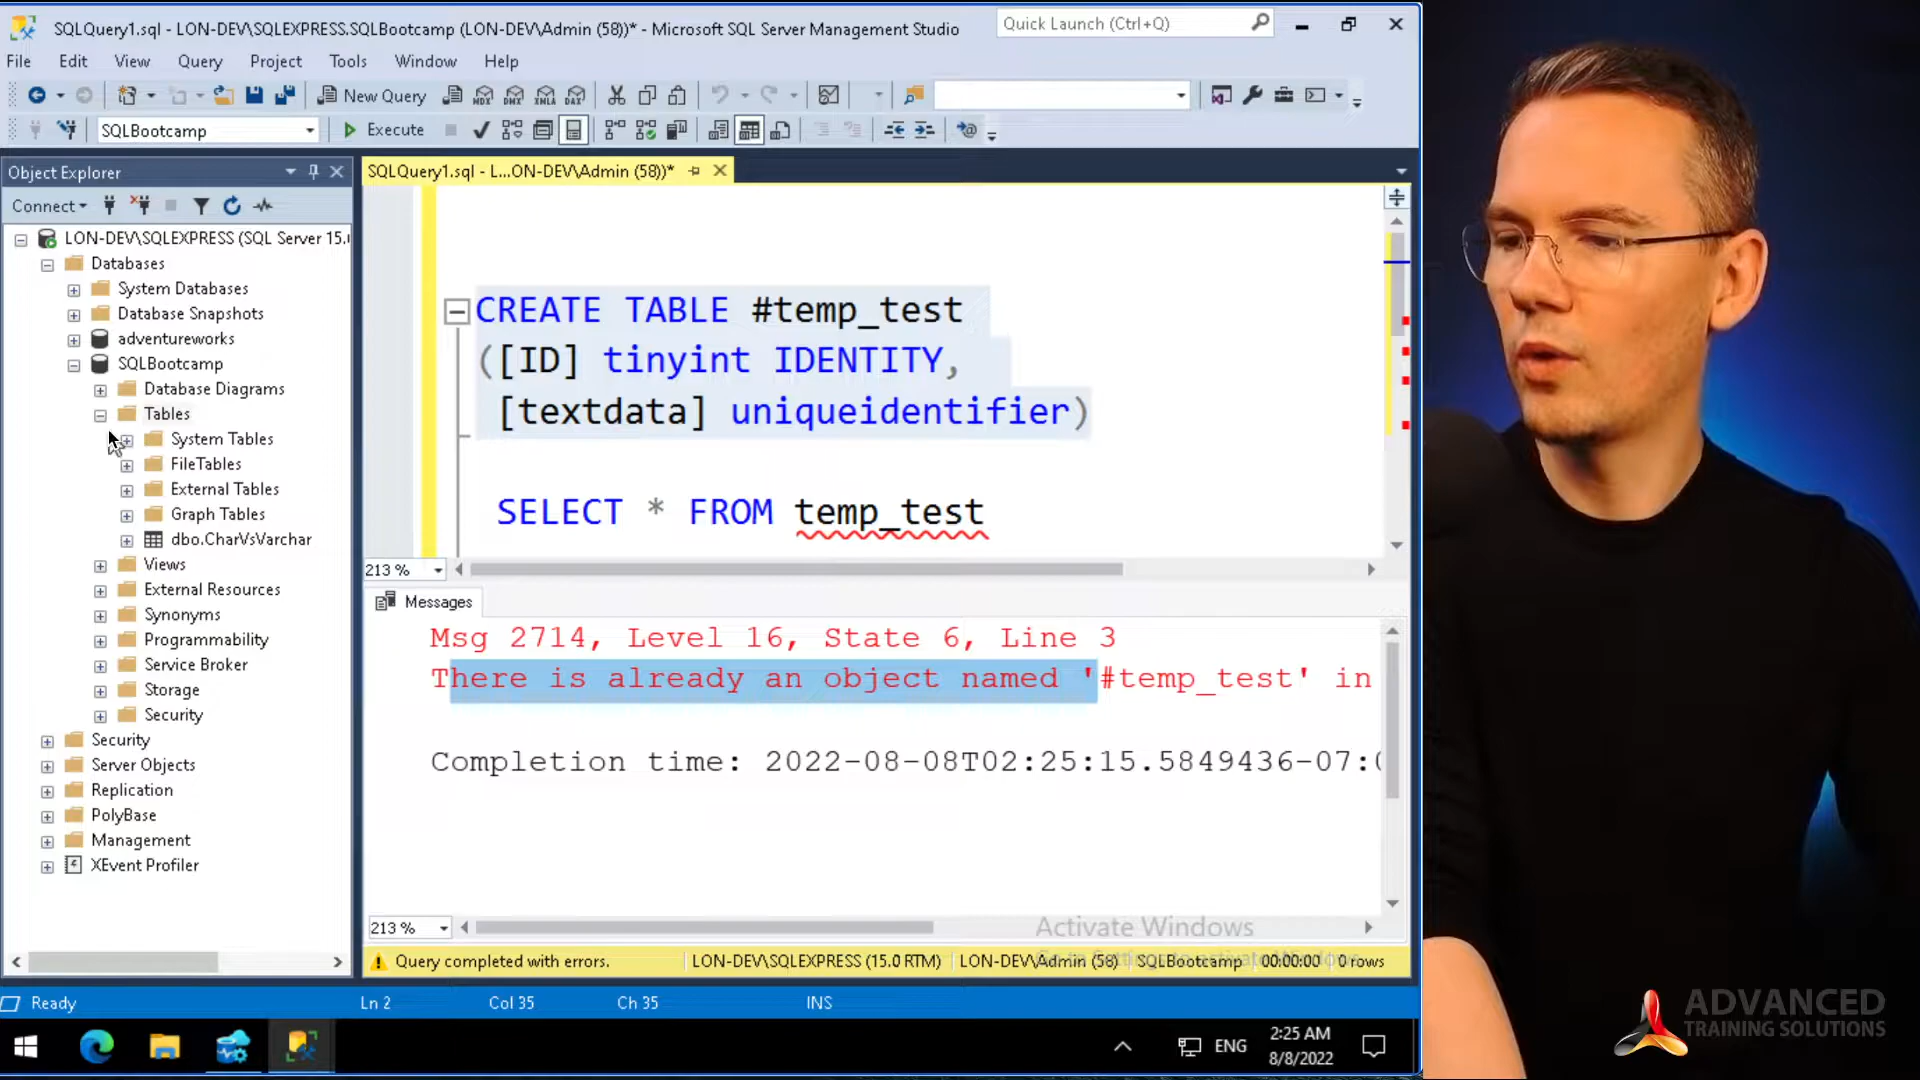 SQLQuery1.sql - LON-DEV\SQLEXPRESS.SQLBootcamp (LON-DEV\Admin (58))* - Microsoft SQL Server Management Studio
Quick Launch (Ctrl+Q)
File Edit View Query Project Tools Window Help
New Query
MDX DMX XMLA DAX
SQLBootcamp
Execute
Object Explorer
Connect
LON-DEV\SQLEXPRESS (SQL Server 15.
Databases
System Databases
Database Snapshots
adventureworks
SQLBootcamp
Database Diagrams
Tables
System Tables
FileTables
External Tables
Graph Tables
dbo.CharVsVarchar
Views
External Resources
Synonyms
Programmability
Service Broker
Storage
Security
Security
Server Objects
Replication
PolyBase
Management
XEvent Profiler
SQLQuery1.sql - L...ON-DEV\Admin (58))*
CREATE TABLE #temp_test
([ID] tinyint IDENTITY,
[textdata] uniqueidentifier)
SELECT * FROM temp_test
213 %
Messages
Msg 2714, Level 16, State 6, Line 3
There is already an object named '#temp_test' in
Completion time: 2022-08-08T02:25:15.5849436-07:0
213 %
Activate Windows
Query completed with errors.
LON-DEV\SQLEXPRESS (15.0 RTM)
LON-DEV\Admin (58)
SQLBootcamp
00:00:00
0 rows
Ready
Ln 2
Col 35
Ch 35
INS
ENG
2:25 AM
8/8/2022
ADVANCED
TRAINING SOLUTIONS